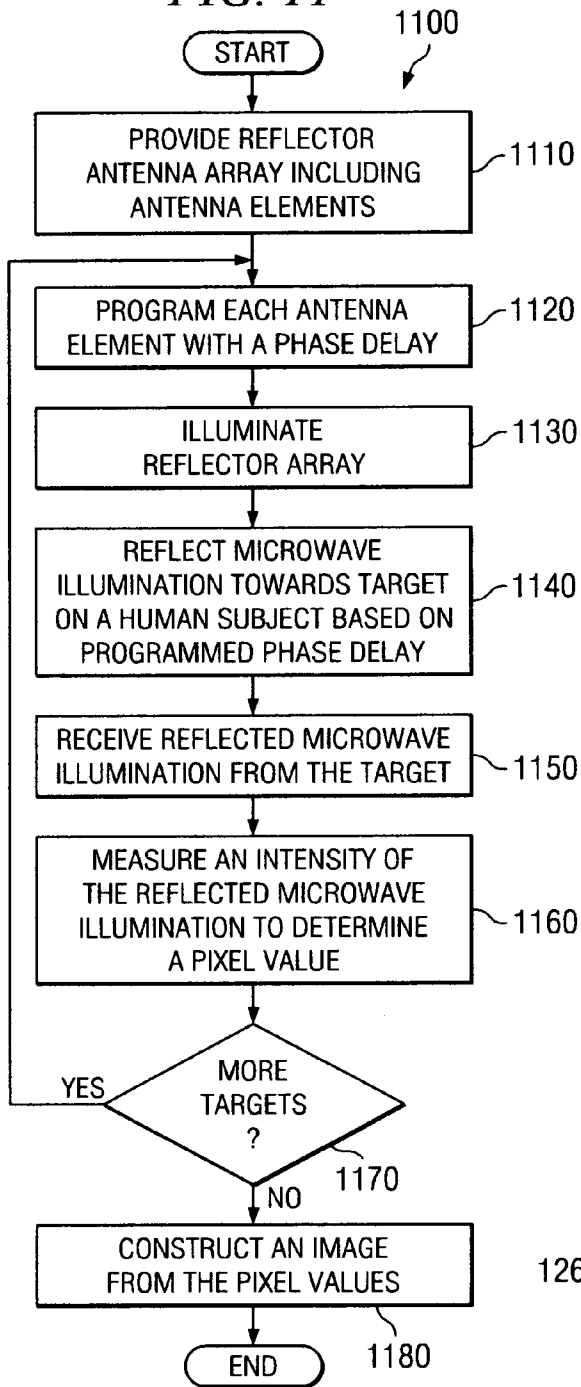 FIG. 11
1100
START
PROVIDE REFLECTOR
ANTENNA ARRAY INCLUDING
ANTENNA ELEMENTS
1110
PROGRAM EACH ANTENNA
ELEMENT WITH A PHASE DELAY
1120
ILLUMINATE
REFLECTOR ARRAY
1130
REFLECT MICROWAVE
ILLUMINATION TOWARDS TARGET
ON A HUMAN SUBJECT BASED ON
PROGRAMMED PHASE DELAY
1140
RECEIVE REFLECTED MICROWAVE
ILLUMINATION FROM THE TARGET
1150
MEASURE AN INTENSITY OF
THE REFLECTED MICROWAVE
ILLUMINATION TO DETERMINE
A PIXEL VALUE
1160
YES
MORE
TARGETS
?
1170
NO
CONSTRUCT AN IMAGE
FROM THE PIXEL VALUES
126
1180
END